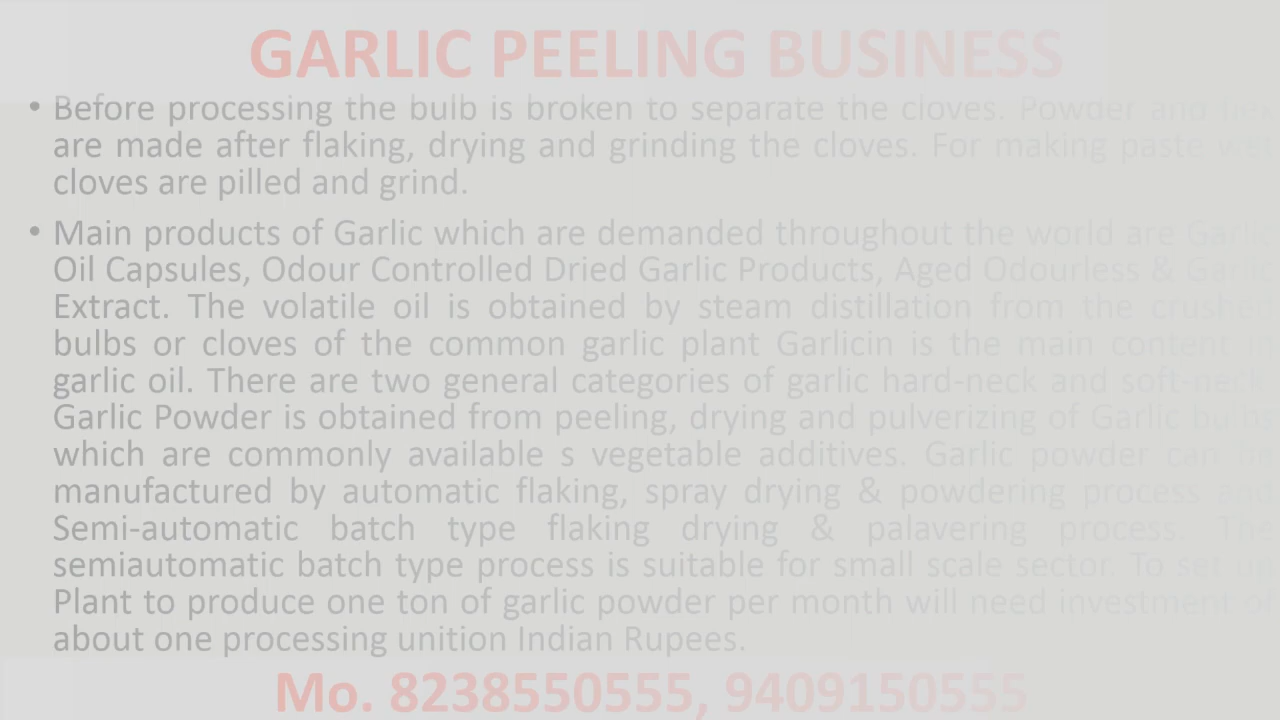 GARLIC PEELING BUSINESS
• Before processing the bulb is broken to separate the cloves. Powder and
are made after flaking, drying and grinding the cloves. For making paste wet
cloves are pilled and grind.
• Main products of Garlic which are demanded throughout the world are Garlic
Oil Capsules, Odour Controlled Dried Garlic Products, Aged Odourless & Garlic
Extract. The volatile oil is obtained by steam distillation from the crushed
bulbs or cloves of the common garlic plant Garlicin is the main content in
garlic oil. There are two general categories of garlic hard-neck and soft-neck.
Garlic Powder is obtained from peeling, drying and pulverizing of Garlic bulbs
which are commonly available s vegetable additives. Garlic powder can be
manufactured by automatic flaking, spray drying & powdering process and
Semi-automatic batch type flaking drying & palavering process. The
semiautomatic batch type process is suitable for small scale sector. To set up
Plant to produce one ton of garlic powder per month will need investment of
about one processing unition Indian Rupees.
Mo. 8238550555, 9409150555